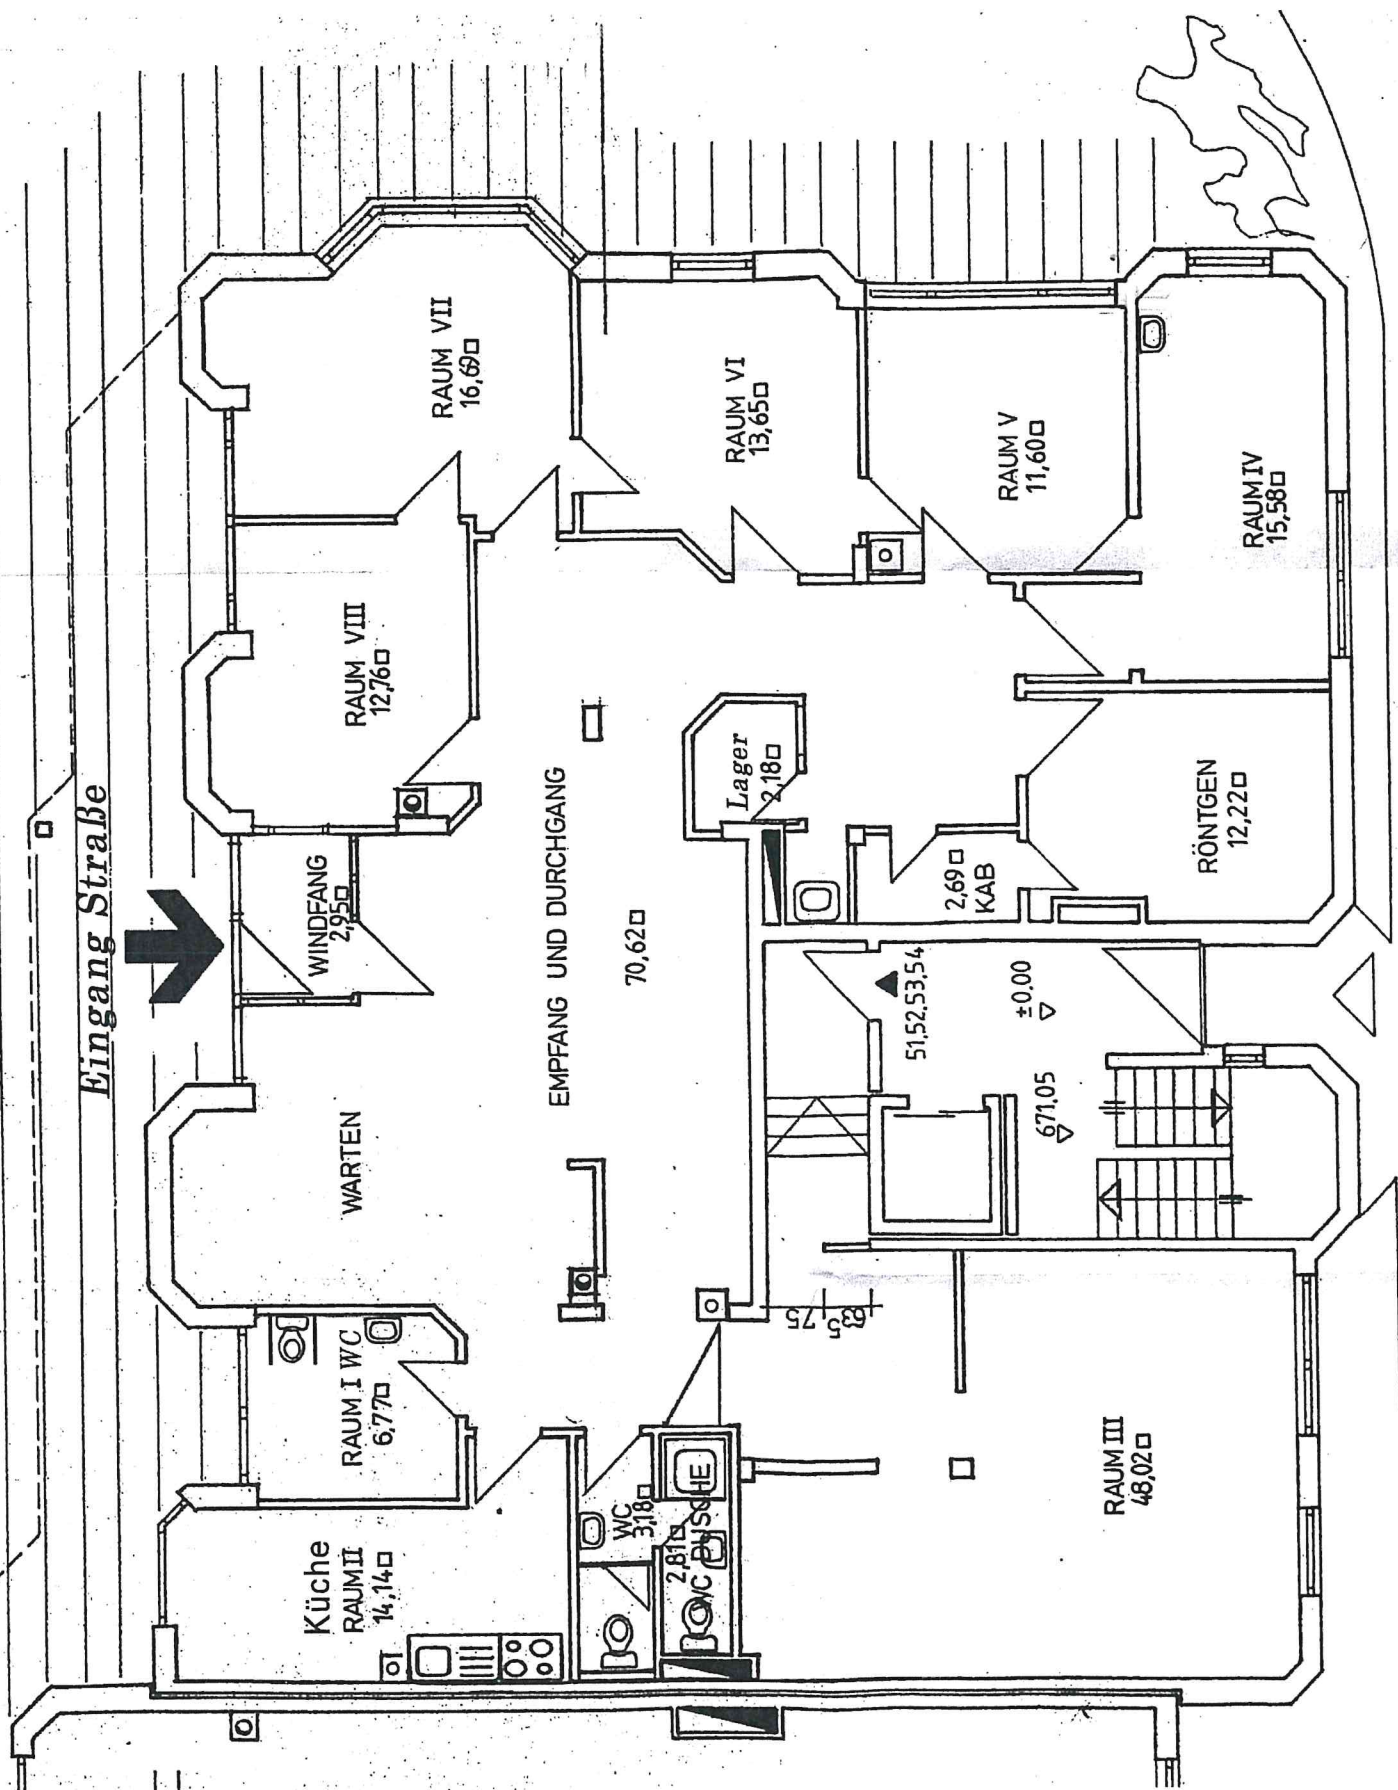 Eingang Straße
RAUM VII
16,69□
RAUM VIII
12,76□
WINDFANG
2,95□
WARTEN
RAUM I WC
6,77□
Küche
RAUM II
14,14□
EMPFANG UND DURCHGANG
70,62□
RAUM VI
13,65□
RAUM V
11,60□
RAUM IV
15,58□
Lager
2,18□
RÖNTGEN
12,22□
2,69□
KAB
51,52,53,54
±0.00
671,05
75
63⁵
WC
3,18□
2,81□
WC DUSCHE
RAUM III
48,02□